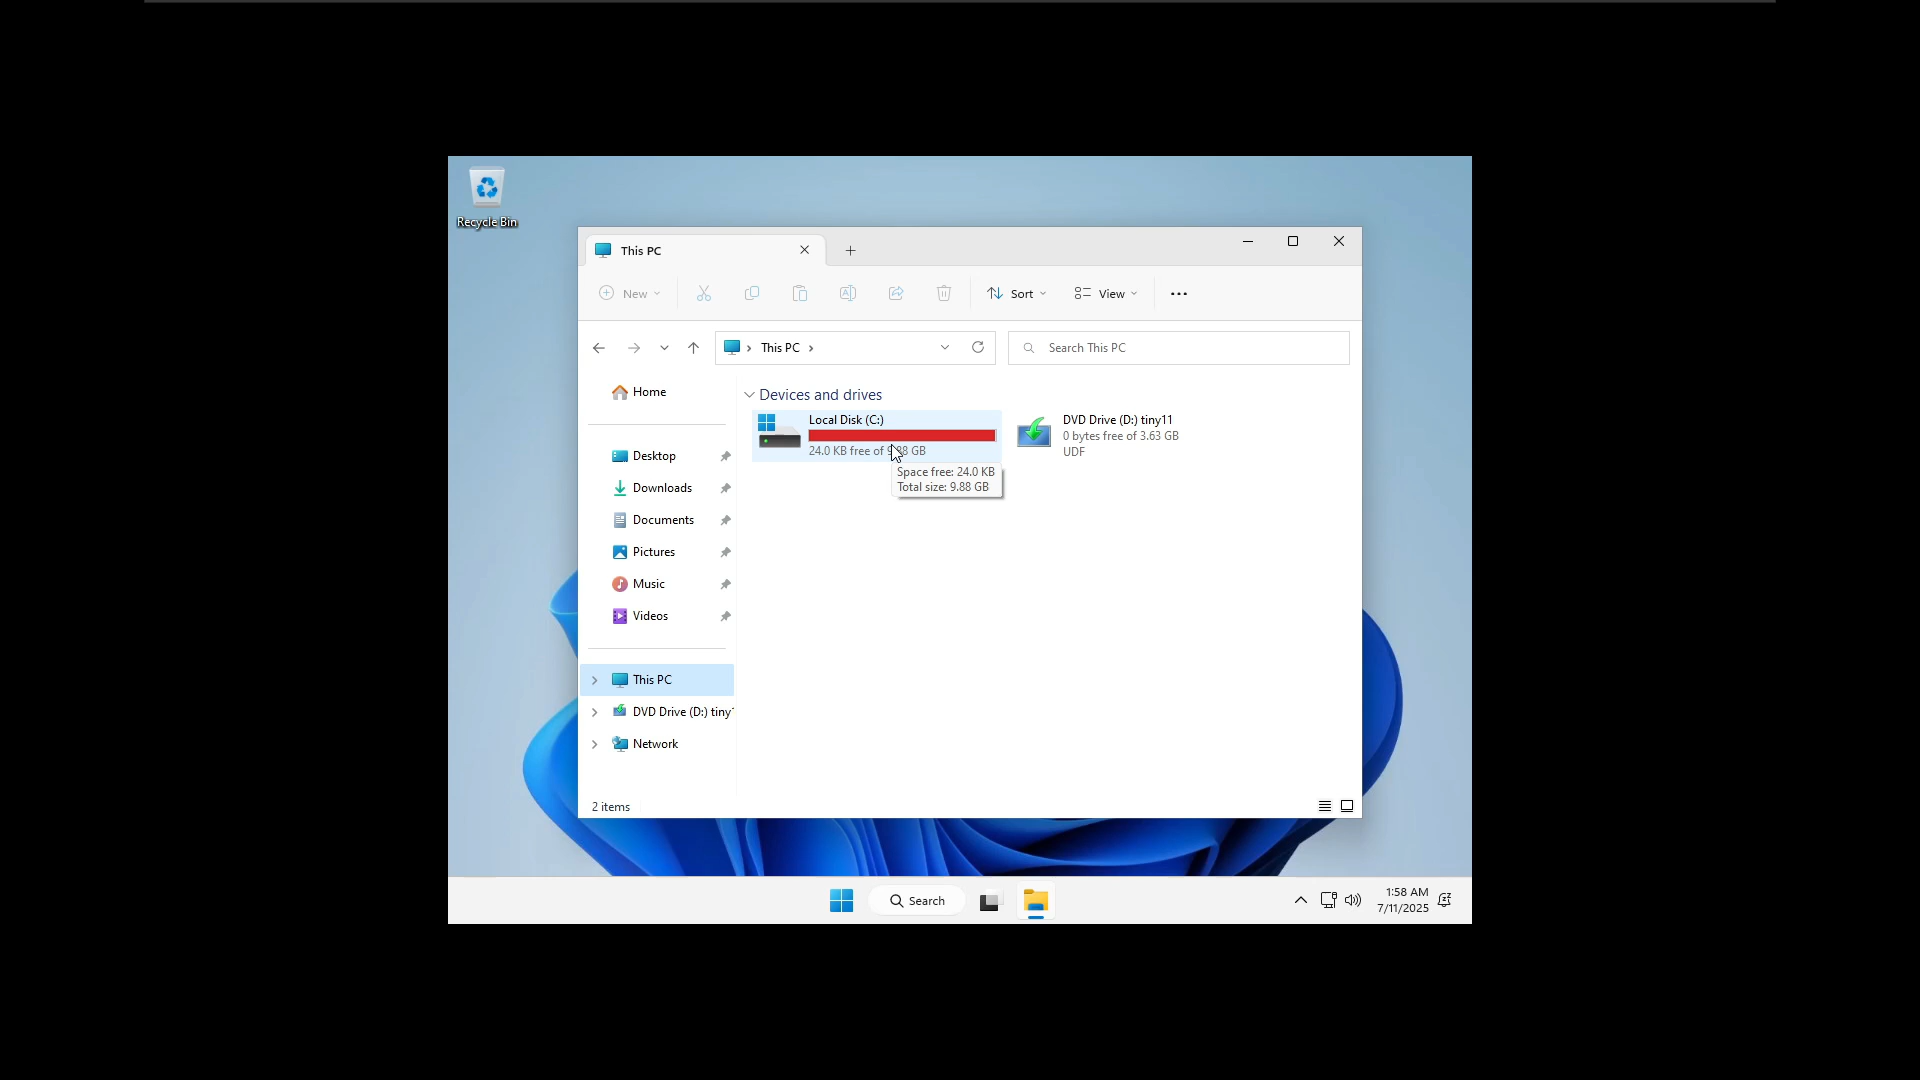 Recycle Bin
This PC
New
Sort
View
This PC
Search This PC
Home
Desktop
Downloads
Documents
Pictures
Music
Videos
This PC
DVD Drive (D:) tiny
Network
Devices and drives
Local Disk (C:)
24.0 KB free of 9.88 GB
Space free: 24.0 KB
Total size: 9.88 GB
DVD Drive (D:) tiny11
0 bytes free of 3.63 GB
UDF
2 items
Search
1:58 AM
7/11/2025